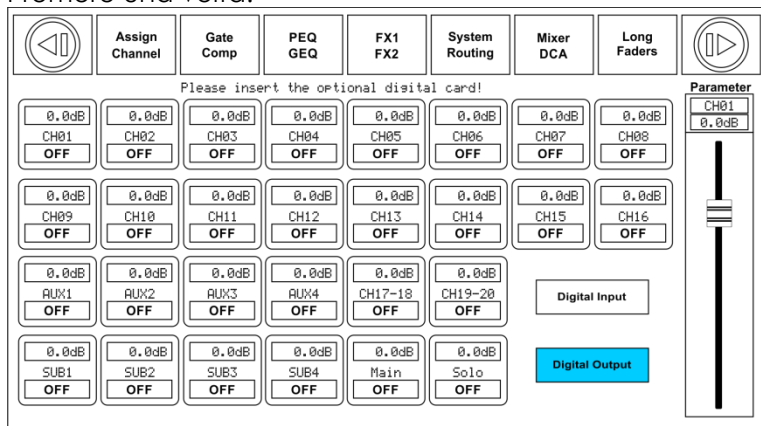 Assign Gate PEQ FX1 System Mixer Long
Channel Comp GEQ FX2 Routing DCA Faders
Please insert the optional digital card!
Parameter
CH01
0.0dB
0.0dB 0.0dB 0.0dB 0.0dB 0.0dB 0.0dB 0.0dB 0.0dB
CH01 CH02 CH03 CH04 CH05 CH06 CH07 CH08
OFF OFF OFF OFF OFF OFF OFF OFF
0.0dB 0.0dB 0.0dB 0.0dB 0.0dB 0.0dB 0.0dB 0.0dB
CH09 CH10 CH11 CH12 CH13 CH14 CH15 CH16
OFF OFF OFF OFF OFF OFF OFF OFF
0.0dB 0.0dB 0.0dB 0.0dB 0.0dB 0.0dB
AUX1 AUX2 AUX3 AUX4 CH17-18 CH19-20
OFF OFF OFF OFF OFF OFF
Digital Input
0.0dB 0.0dB 0.0dB 0.0dB 0.0dB 0.0dB
SUB1 SUB2 SUB3 SUB4 Main Solo
OFF OFF OFF OFF OFF OFF
Digital Output